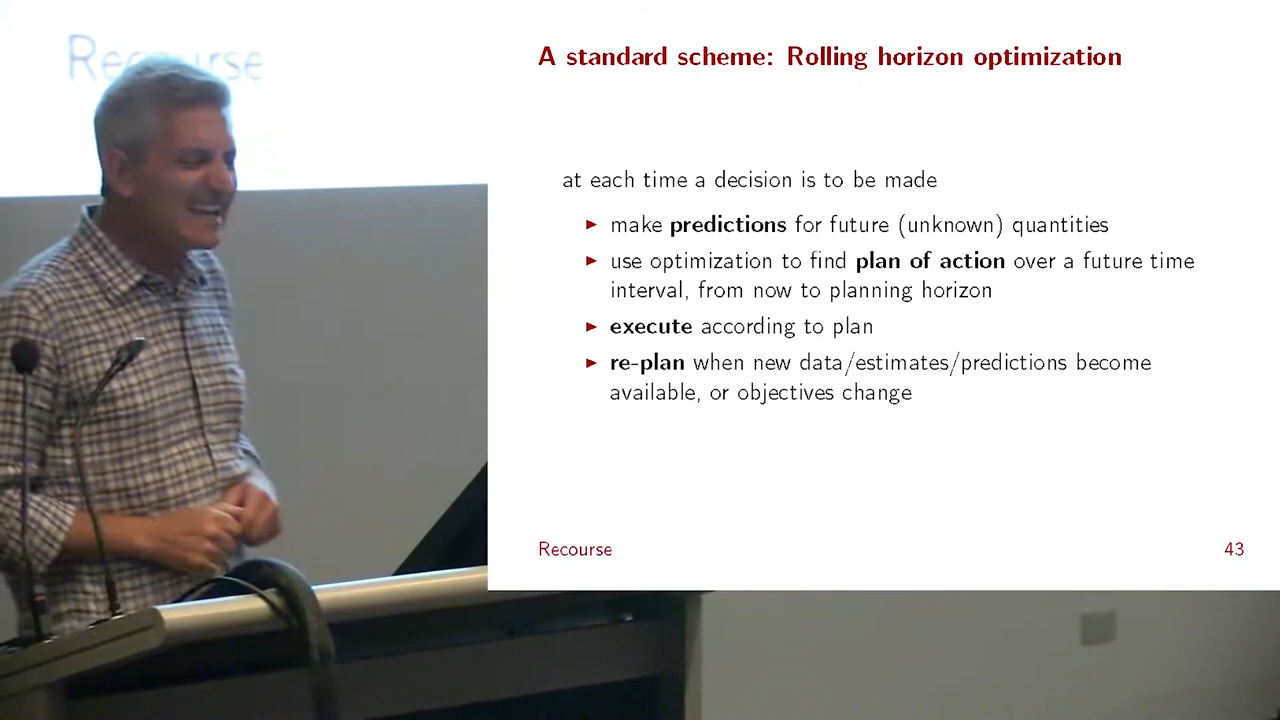 Recourse
A standard scheme: Rolling horizon optimization
at each time a decision is to be made
▶ make predictions for future (unknown) quantities
▶ use optimization to find plan of action over a future time
interval, from now to planning horizon
▶ execute according to plan
▶ re-plan when new data/estimates/predictions become
available, or objectives change
Recourse
43